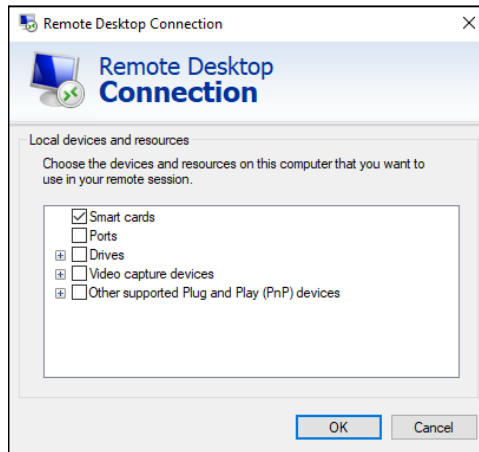 Remote Desktop Connection
Remote Desktop
Connection
Local devices and resources
Choose the devices and resources on this computer that you want to
use in your remote session.
Smart cards
Ports
Drives
Video capture devices
Other supported Plug and Play (PnP) devices
OK Cancel